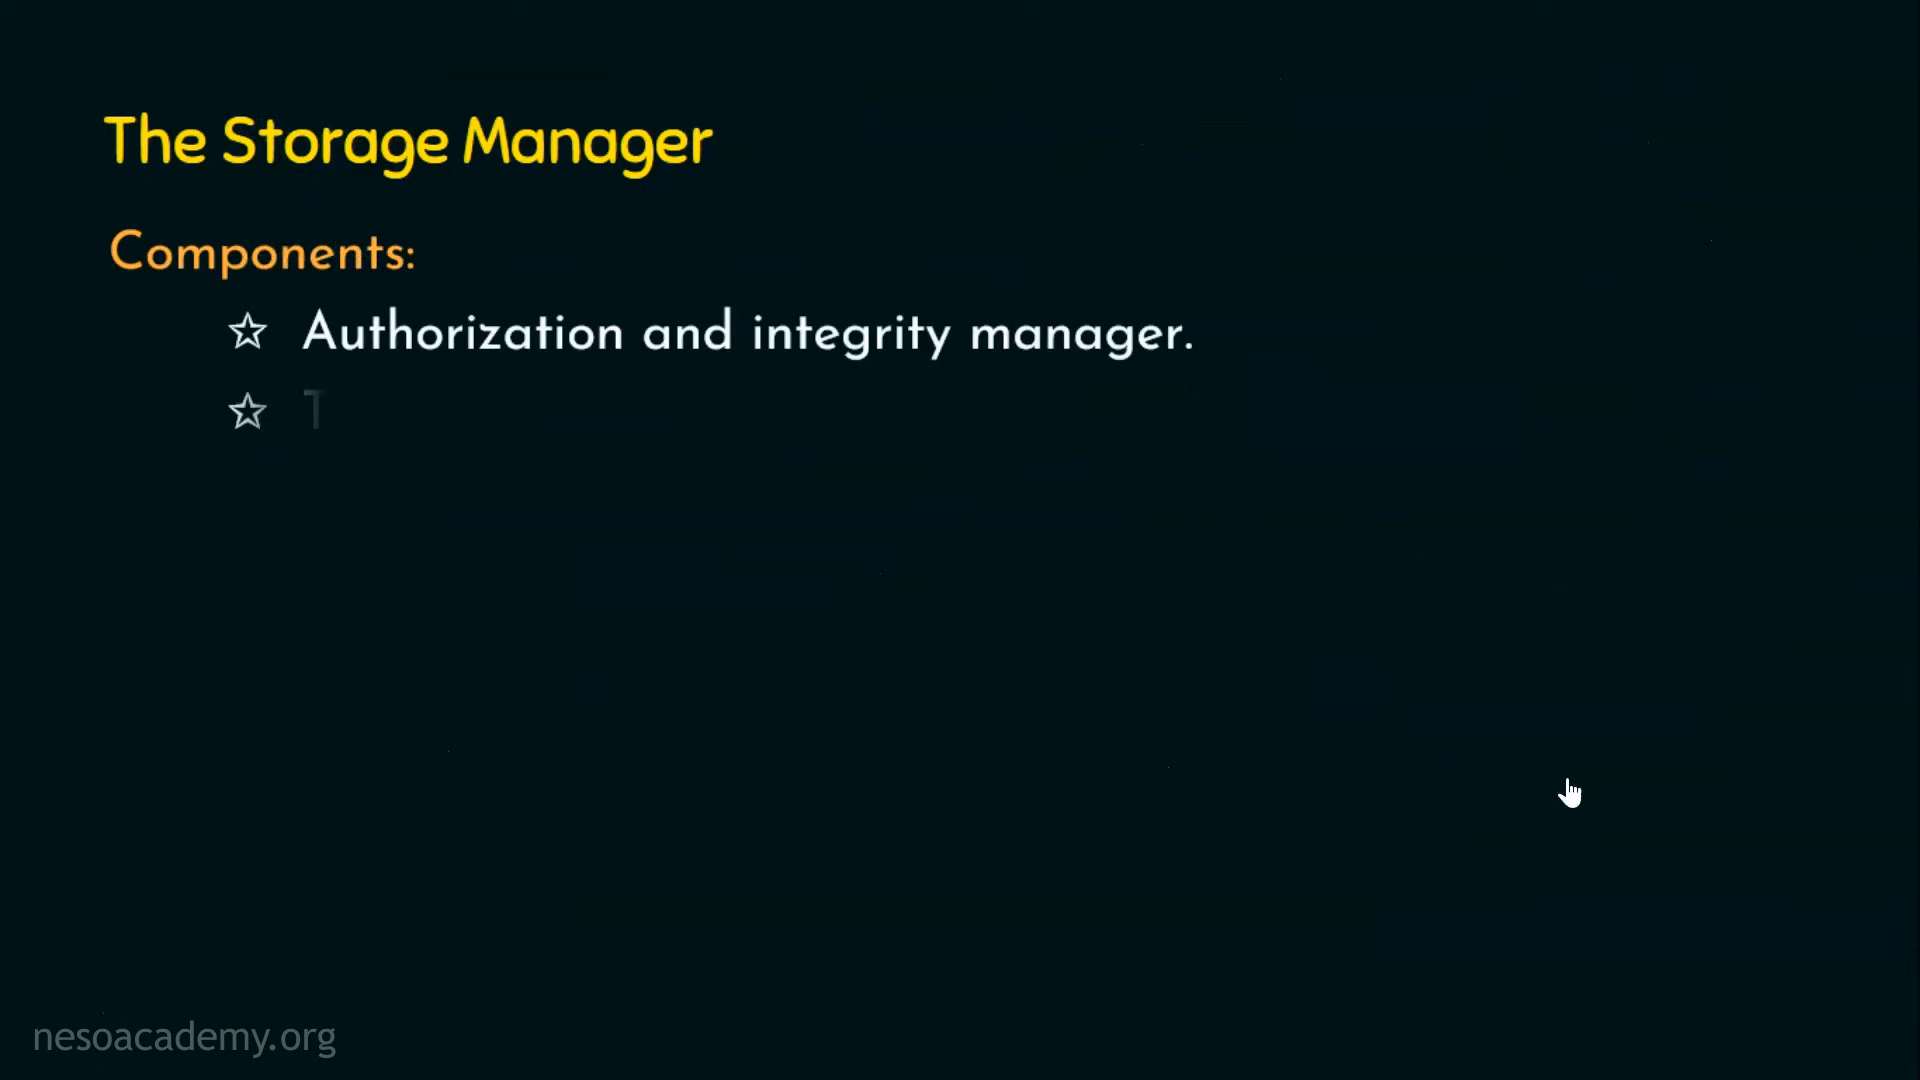 The Storage Manager
Components:
☆ Authorization and integrity manager.
☆ T
nesoacademy.org